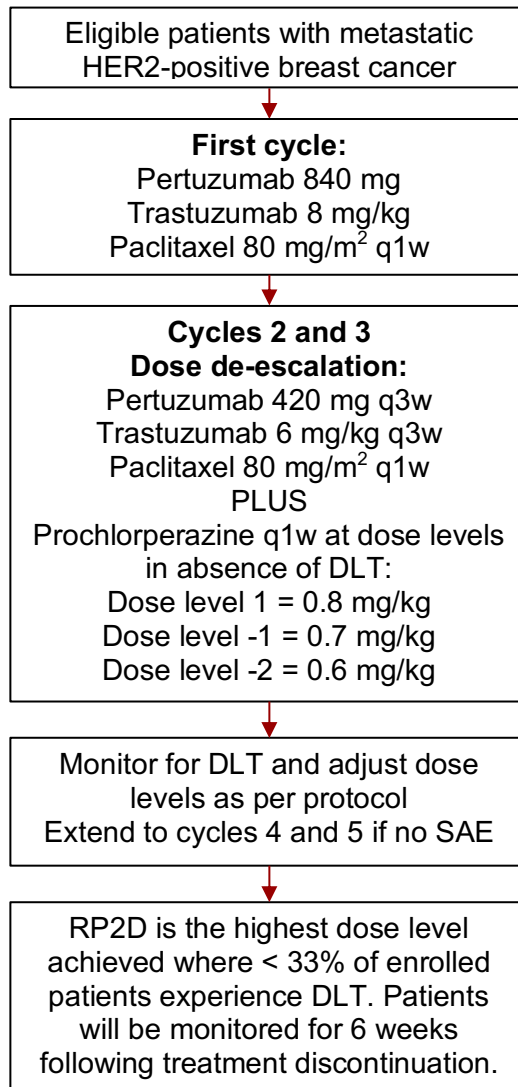 Eligible patients with metastatic
HER2-positive breast cancer
First cycle:
Pertuzumab 840 mg
Trastuzumab 8 mg/kg
Paclitaxel 80 mg/m² q1w
Cycles 2 and 3
Dose de-escalation:
Pertuzumab 420 mg q3w
Trastuzumab 6 mg/kg q3w
Paclitaxel 80 mg/m² q1w
PLUS
Prochlorperazine q1w at dose levels
in absence of DLT:
Dose level 1 = 0.8 mg/kg
Dose level -1 = 0.7 mg/kg
Dose level -2 = 0.6 mg/kg
Monitor for DLT and adjust dose
levels as per protocol
Extend to cycles 4 and 5 if no SAE
RP2D is the highest dose level
achieved where < 33% of enrolled
patients experience DLT. Patients
will be monitored for 6 weeks
following treatment discontinuation.